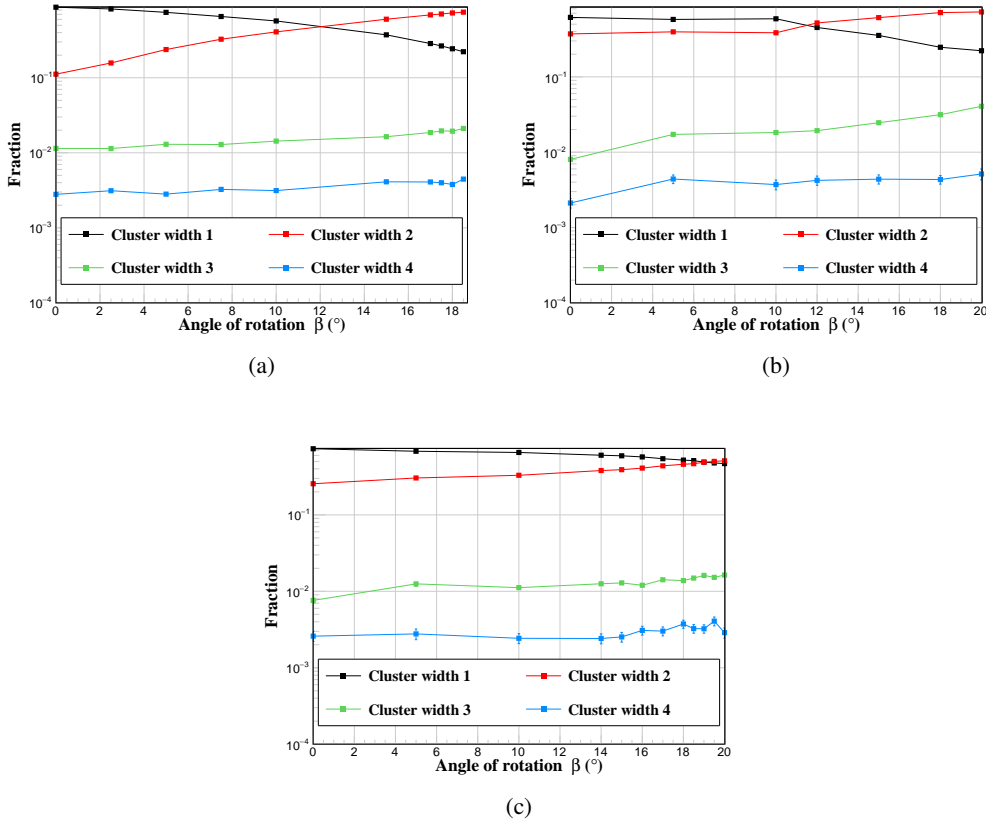 Fraction
10⁻¹
10⁻²
10⁻³
10⁻⁴
Cluster width 1
Cluster width 2
Cluster width 3
Cluster width 4
0 2 4 6 8 10 12 14 16 18
Angle of rotation β (°)
(a)
Fraction
10⁻¹
10⁻²
10⁻³
10⁻⁴
Cluster width 1
Cluster width 2
Cluster width 3
Cluster width 4
0 2 4 6 8 10 12 14 16 18 20
Angle of rotation β (°)
(b)
Fraction
10⁻¹
10⁻²
10⁻³
10⁻⁴
Cluster width 1
Cluster width 2
Cluster width 3
Cluster width 4
0 2 4 6 8 10 12 14 16 18 20
Angle of rotation β (°)
(c)